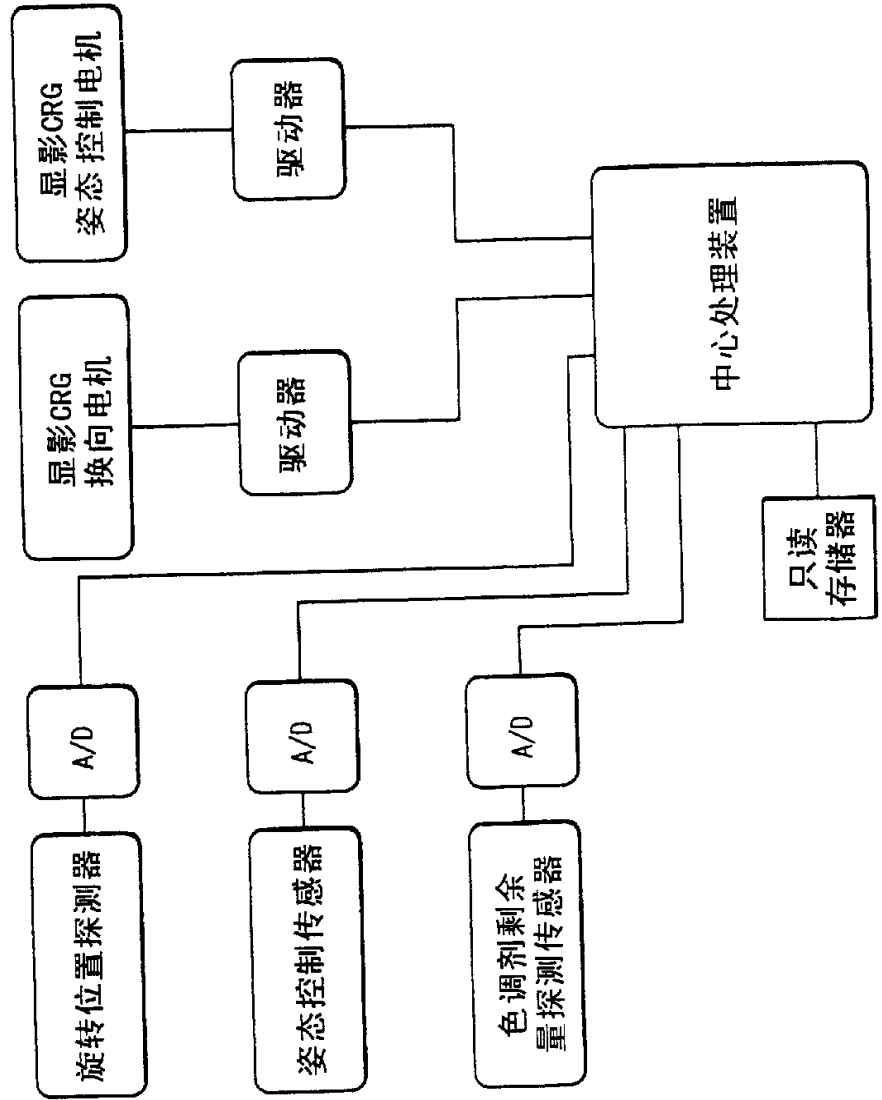 旋转位置探测器
A/D
显影CRG
换向电机
显影CRG
姿态控制电机
姿态控制传感器
A/D
驱动器
驱动器
色调剂剩余
量探测传感器
A/D
中心处理装置
只读
存储器